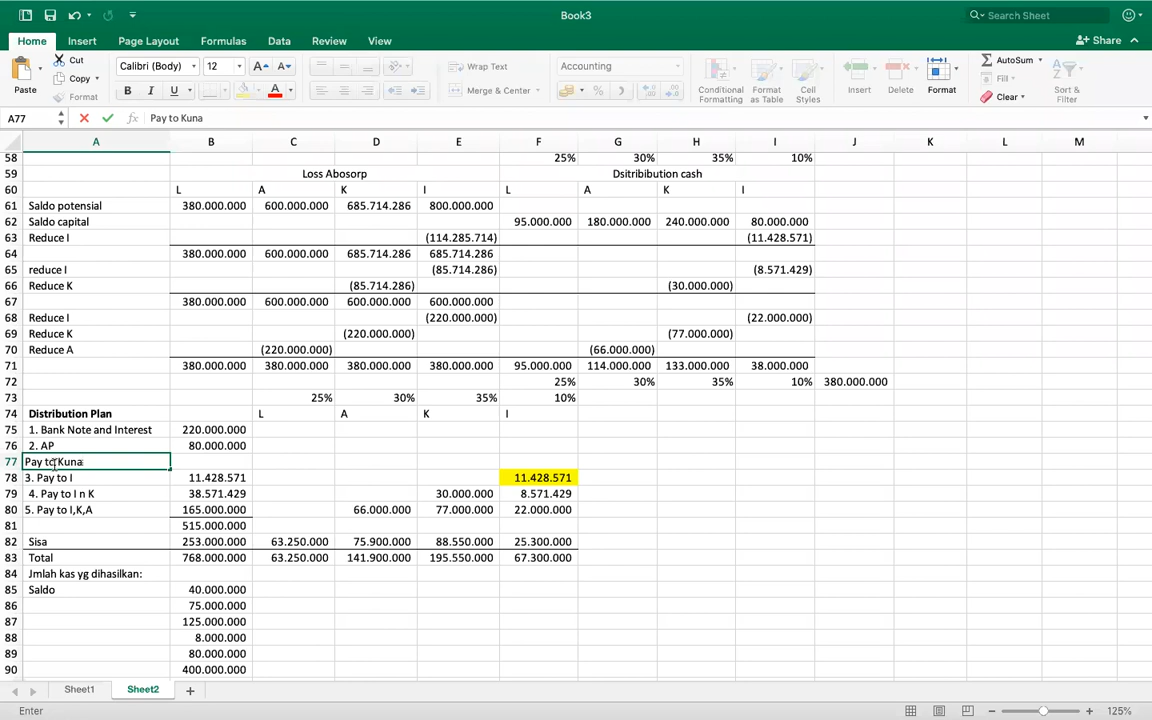 Book3
Search Sheet
Home Insert Page Layout Formulas Data Review View Share
Paste Cut Copy Format Calibri (Body) 12 A A B I U A Wrap Text Merge & Center Accounting % Conditional Formatting Format as Table Cell Styles Insert Delete Format AutoSum Fill Clear Sort & Filter
A77 fx Pay to Kuna
A B C D E F G H I J K L M
58 25% 30% 35% 10%
59 Loss Abosorp Dsitribibution cash
60 L A K I L A K I
61 Saldo potensial 380.000.000 600.000.000 685.714.286 800.000.000
62 Saldo capital 95.000.000 180.000.000 240.000.000 80.000.000
63 Reduce I (114.285.714) (11.428.571)
64 380.000.000 600.000.000 685.714.286 685.714.286
65 reduce I (85.714.286) (8.571.429)
66 Reduce K (85.714.286) (30.000.000)
67 380.000.000 600.000.000 600.000.000 600.000.000
68 Reduce I (220.000.000) (22.000.000)
69 Reduce K (220.000.000) (77.000.000)
70 Reduce A (220.000.000) (66.000.000)
71 380.000.000 380.000.000 380.000.000 380.000.000 95.000.000 114.000.000 133.000.000 38.000.000
72 25% 30% 35% 10% 380.000.000
73 25% 30% 35% 10%
74 Distribution Plan L A K I
75 1. Bank Note and Interest 220.000.000
76 2. AP 80.000.000
77 Pay to Kuna
78 3. Pay to I 11.428.571 11.428.571
79 4. Pay to I n K 38.571.429 30.000.000 8.571.429
80 5. Pay to I,K,A 165.000.000 66.000.000 77.000.000 22.000.000
81 515.000.000
82 Sisa 253.000.000 63.250.000 75.900.000 88.550.000 25.300.000
83 Total 768.000.000 63.250.000 141.900.000 195.550.000 67.300.000
84 Jmlah kas yg dihasilkan:
85 Saldo 40.000.000
86 75.000.000
87 125.000.000
88 8.000.000
89 80.000.000
90 400.000.000
Sheet1 Sheet2 +
Enter 125%